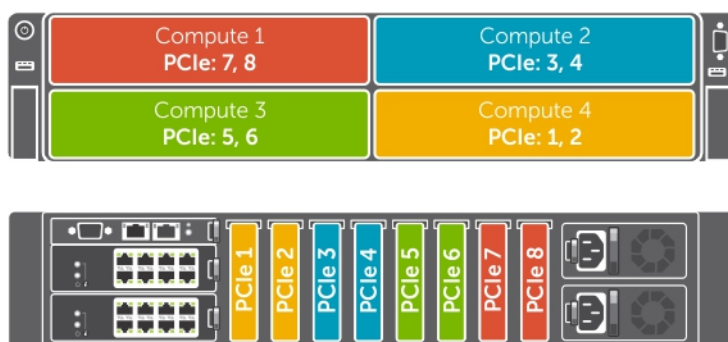 Compute 1
PCIe: 7, 8
Compute 2
PCIe: 3, 4
Compute 3
PCIe: 5, 6
Compute 4
PCIe: 1, 2
PCIe 1
PCIe 2
PCIe 3
PCIe 4
PCIe 5
PCIe 6
PCIe 7
PCIe 8